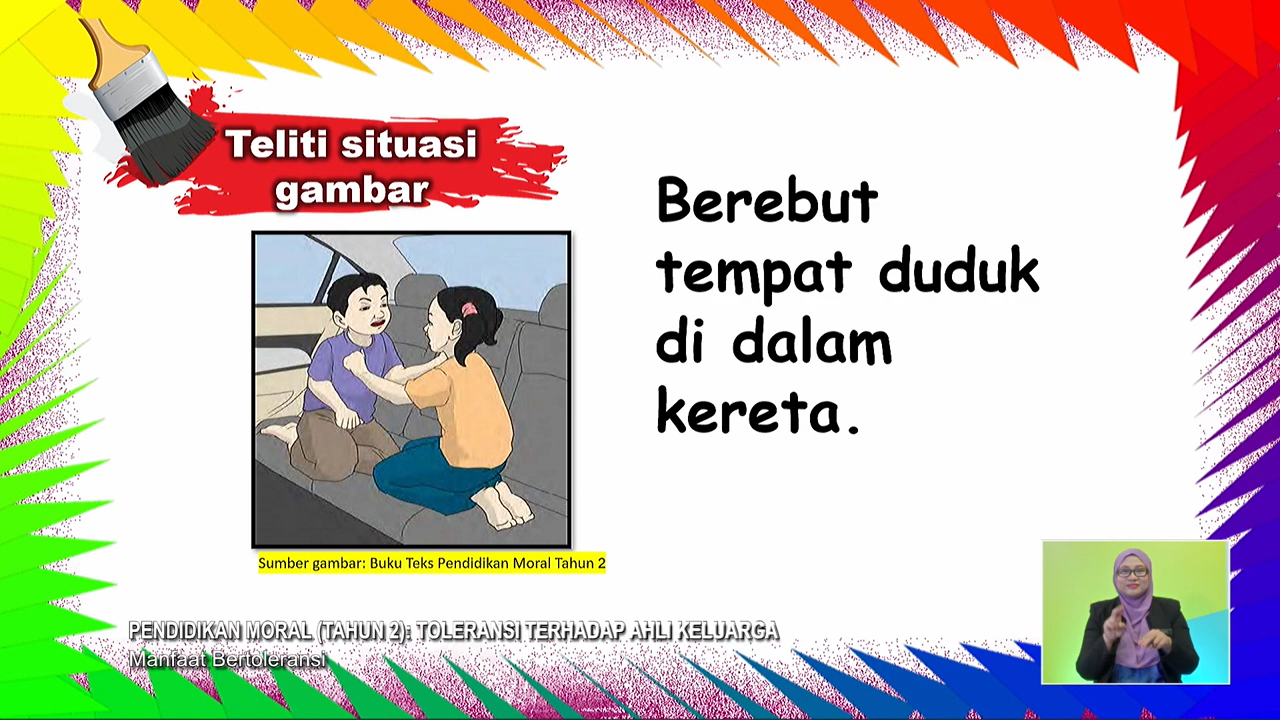 Teliti situasi
gambar
Berebut
tempat duduk
di dalam
kereta.
Sumber gambar: Buku Teks Pendidikan Moral Tahun 2
PENDIDIKAN MORAL (TAHUN 2): TOLERANSI TERHADAP AHLI KELUARGA
Manfaat Bertoleransi